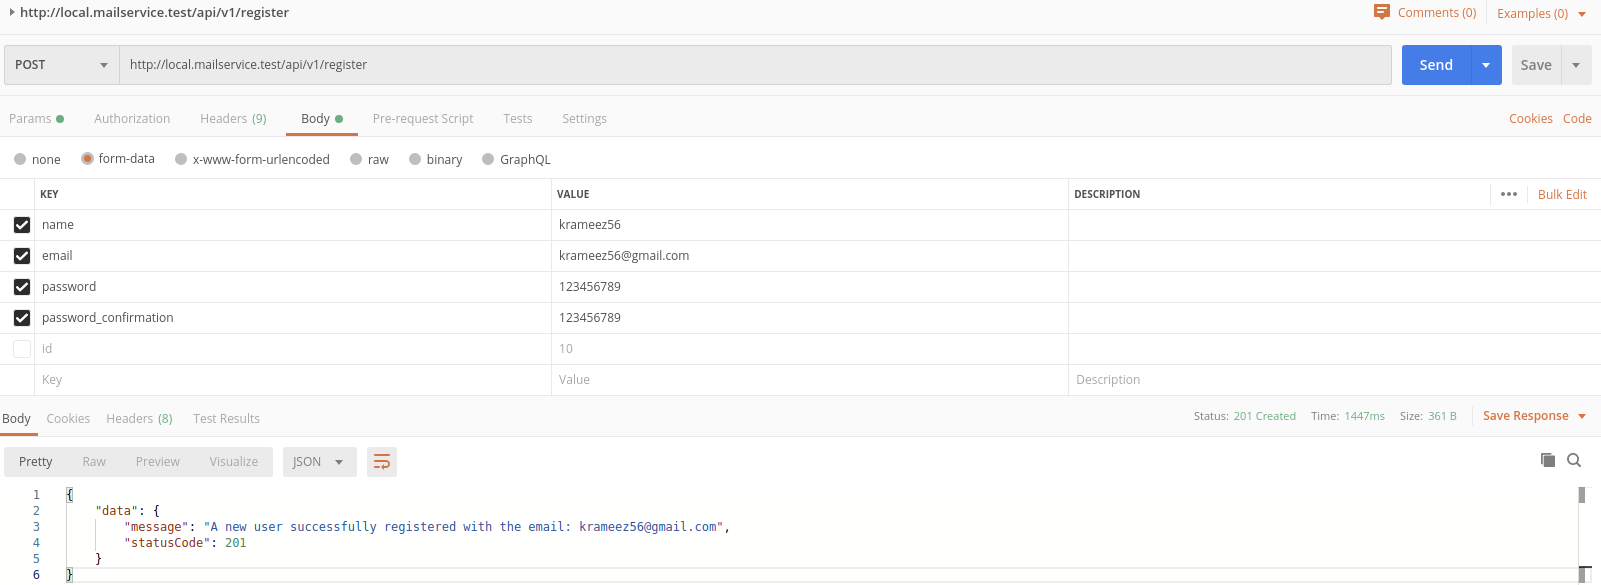 http://local.mailservice.test/api/v1/register Comments (0) Examples (0)
POST http://local.mailservice.test/api/v1/register Send Save
Params Authorization Headers (9) Body Pre-request Script Tests Settings Cookies Code
none form-data x-www-form-urlencoded raw binary GraphQL
KEY VALUE DESCRIPTION ••• Bulk Edit
name krameez56
email krameez56@gmail.com
password 123456789
password_confirmation 123456789
id 10
Key Value Description
Body Cookies Headers (8) Test Results Status: 201 Created Time: 1447ms Size: 361 B Save Response
Pretty Raw Preview Visualize JSON
1 {
2 "data": {
3 "message": "A new user successfully registered with the email: krameez56@gmail.com",
4 "statusCode": 201
5 }
6 }